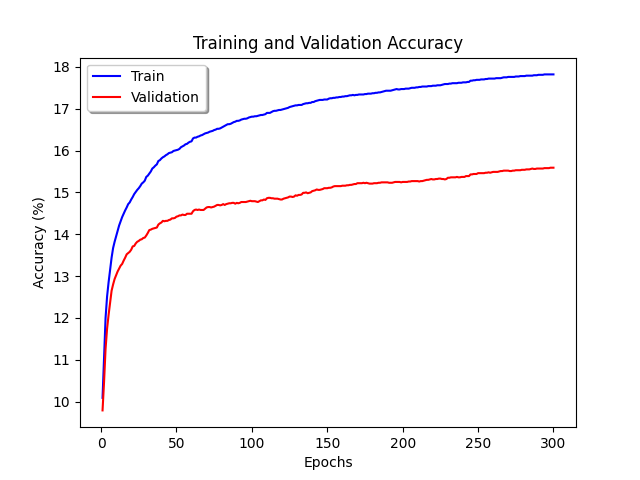 Training and Validation Accuracy
Train
Validation
Accuracy (%)
18
17
16
15
14
13
12
11
10
0 50 100 150 200 250 300
Epochs